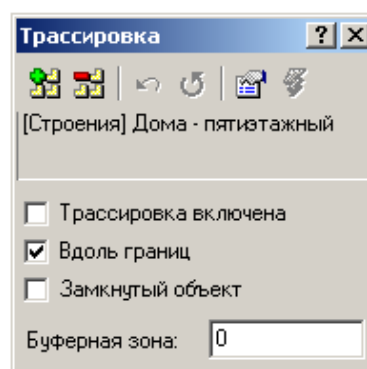 Трассировка
[Строения] Дома - пятиэтажный
Трассировка включена
Вдоль границ
Замкнутый объект
Буферная зона: 0